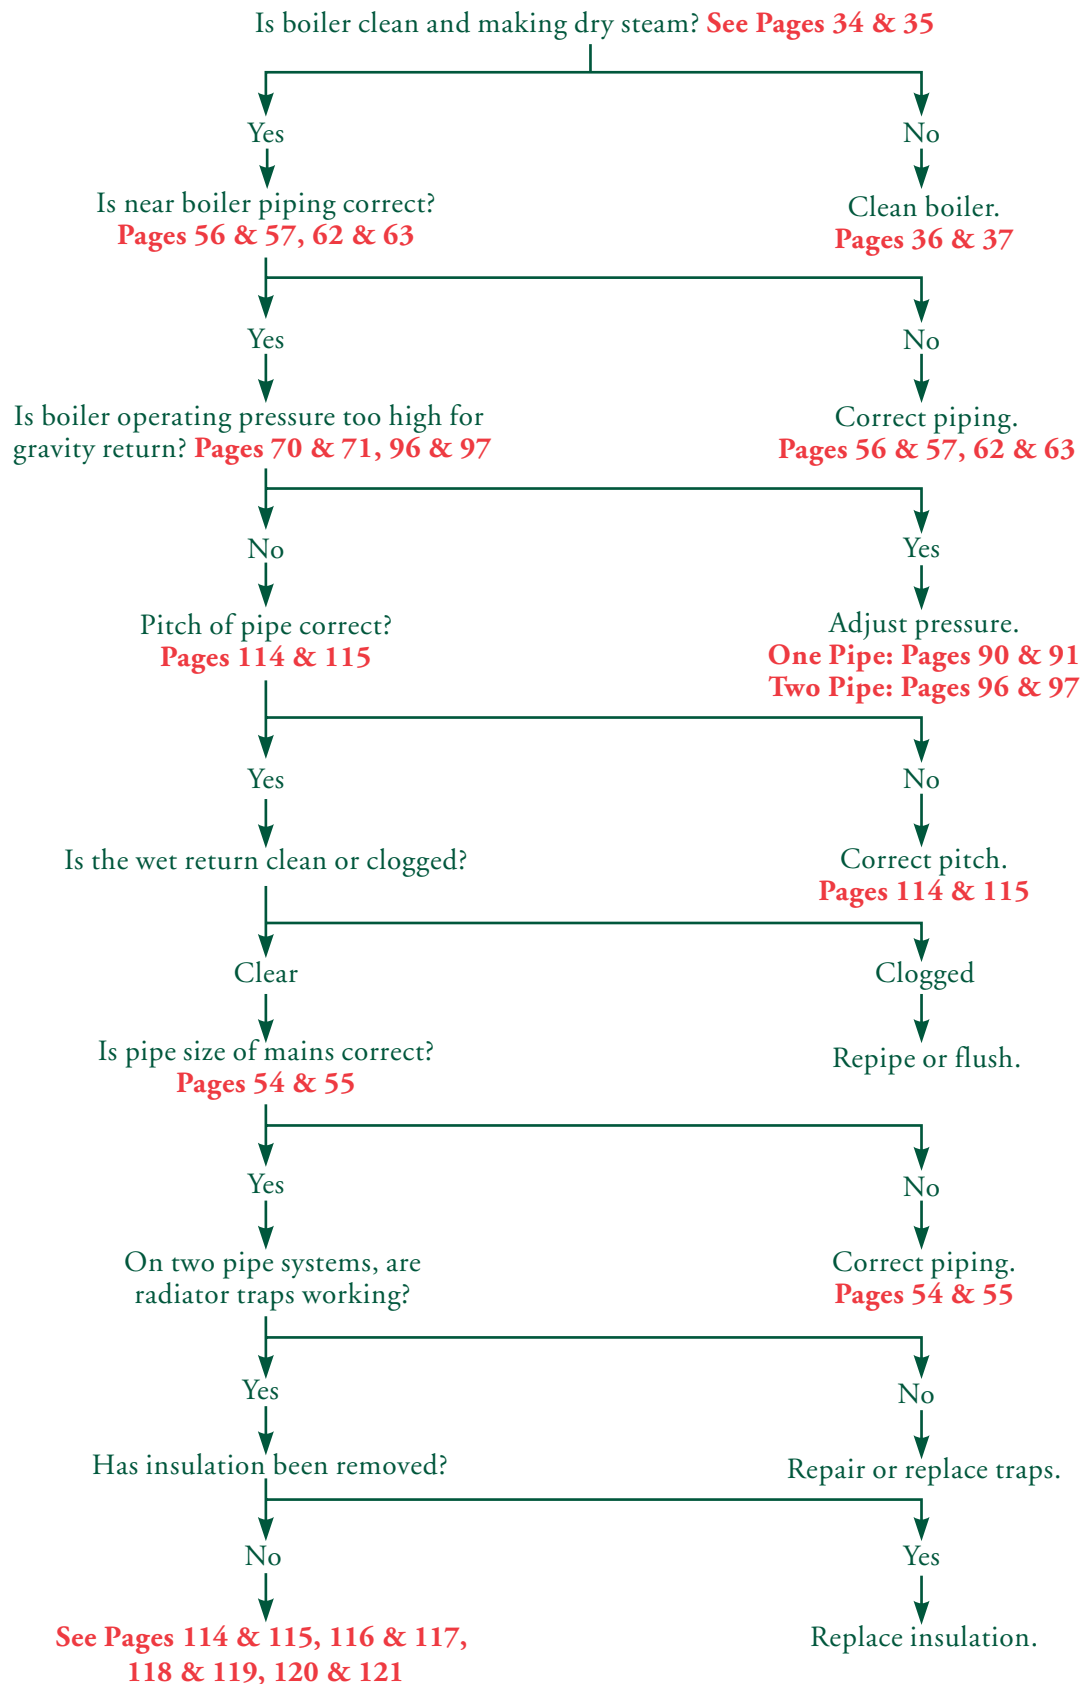 Is boiler clean and making dry steam? See Pages 34 & 35
Yes
No
Is near boiler piping correct?
Pages 56 & 57, 62 & 63
Clean boiler.
Pages 36 & 37
Yes
No
Is boiler operating pressure too high for
gravity return? Pages 70 & 71, 96 & 97
Correct piping.
Pages 56 & 57, 62 & 63
No
Yes
Pitch of pipe correct?
Pages 114 & 115
Adjust pressure.
One Pipe: Pages 90 & 91
Two Pipe: Pages 96 & 97
Yes
No
Is the wet return clean or clogged?
Correct pitch.
Pages 114 & 115
Clear
Clogged
Is pipe size of mains correct?
Pages 54 & 55
Repipe or flush.
Yes
No
On two pipe systems, are
radiator traps working?
Correct piping.
Pages 54 & 55
Yes
No
Has insulation been removed?
Repair or replace traps.
No
Yes
See Pages 114 & 115, 116 & 117,
118 & 119, 120 & 121
Replace insulation.